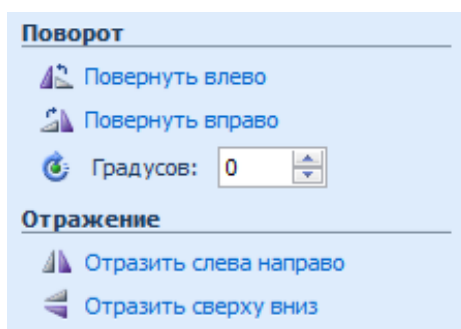 Поворот
Повернуть влево
Повернуть вправо
Градусов: 0
Отражение
Отразить слева направо
Отразить сверху вниз